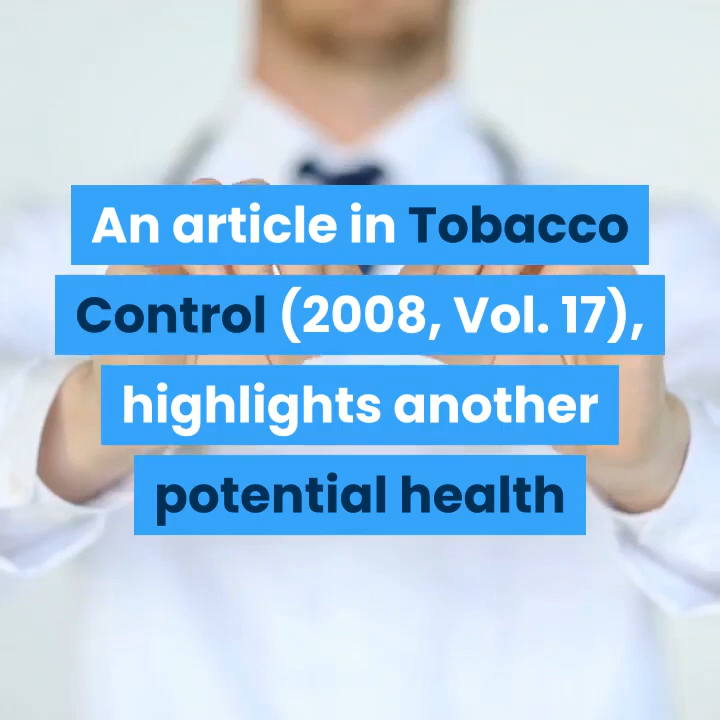 An article in Tobacco
Control (2008, Vol. 17),
highlights another
potential health